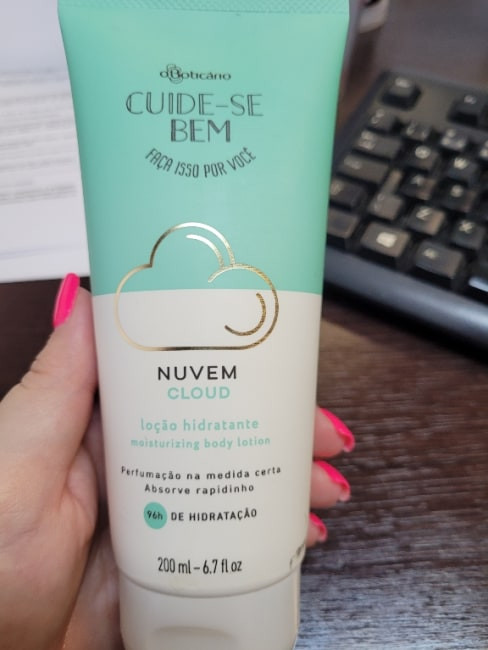 oBoticário
CUIDE-SE
BEM
FAÇA ISSO POR VOCÊ
NUVEM
CLOUD
loção hidratante
moisturizing body lotion
Perfumação na medida certa
Absorve rapidinho
96h DE HIDRATAÇÃO
200 ml – 6.7 fl oz